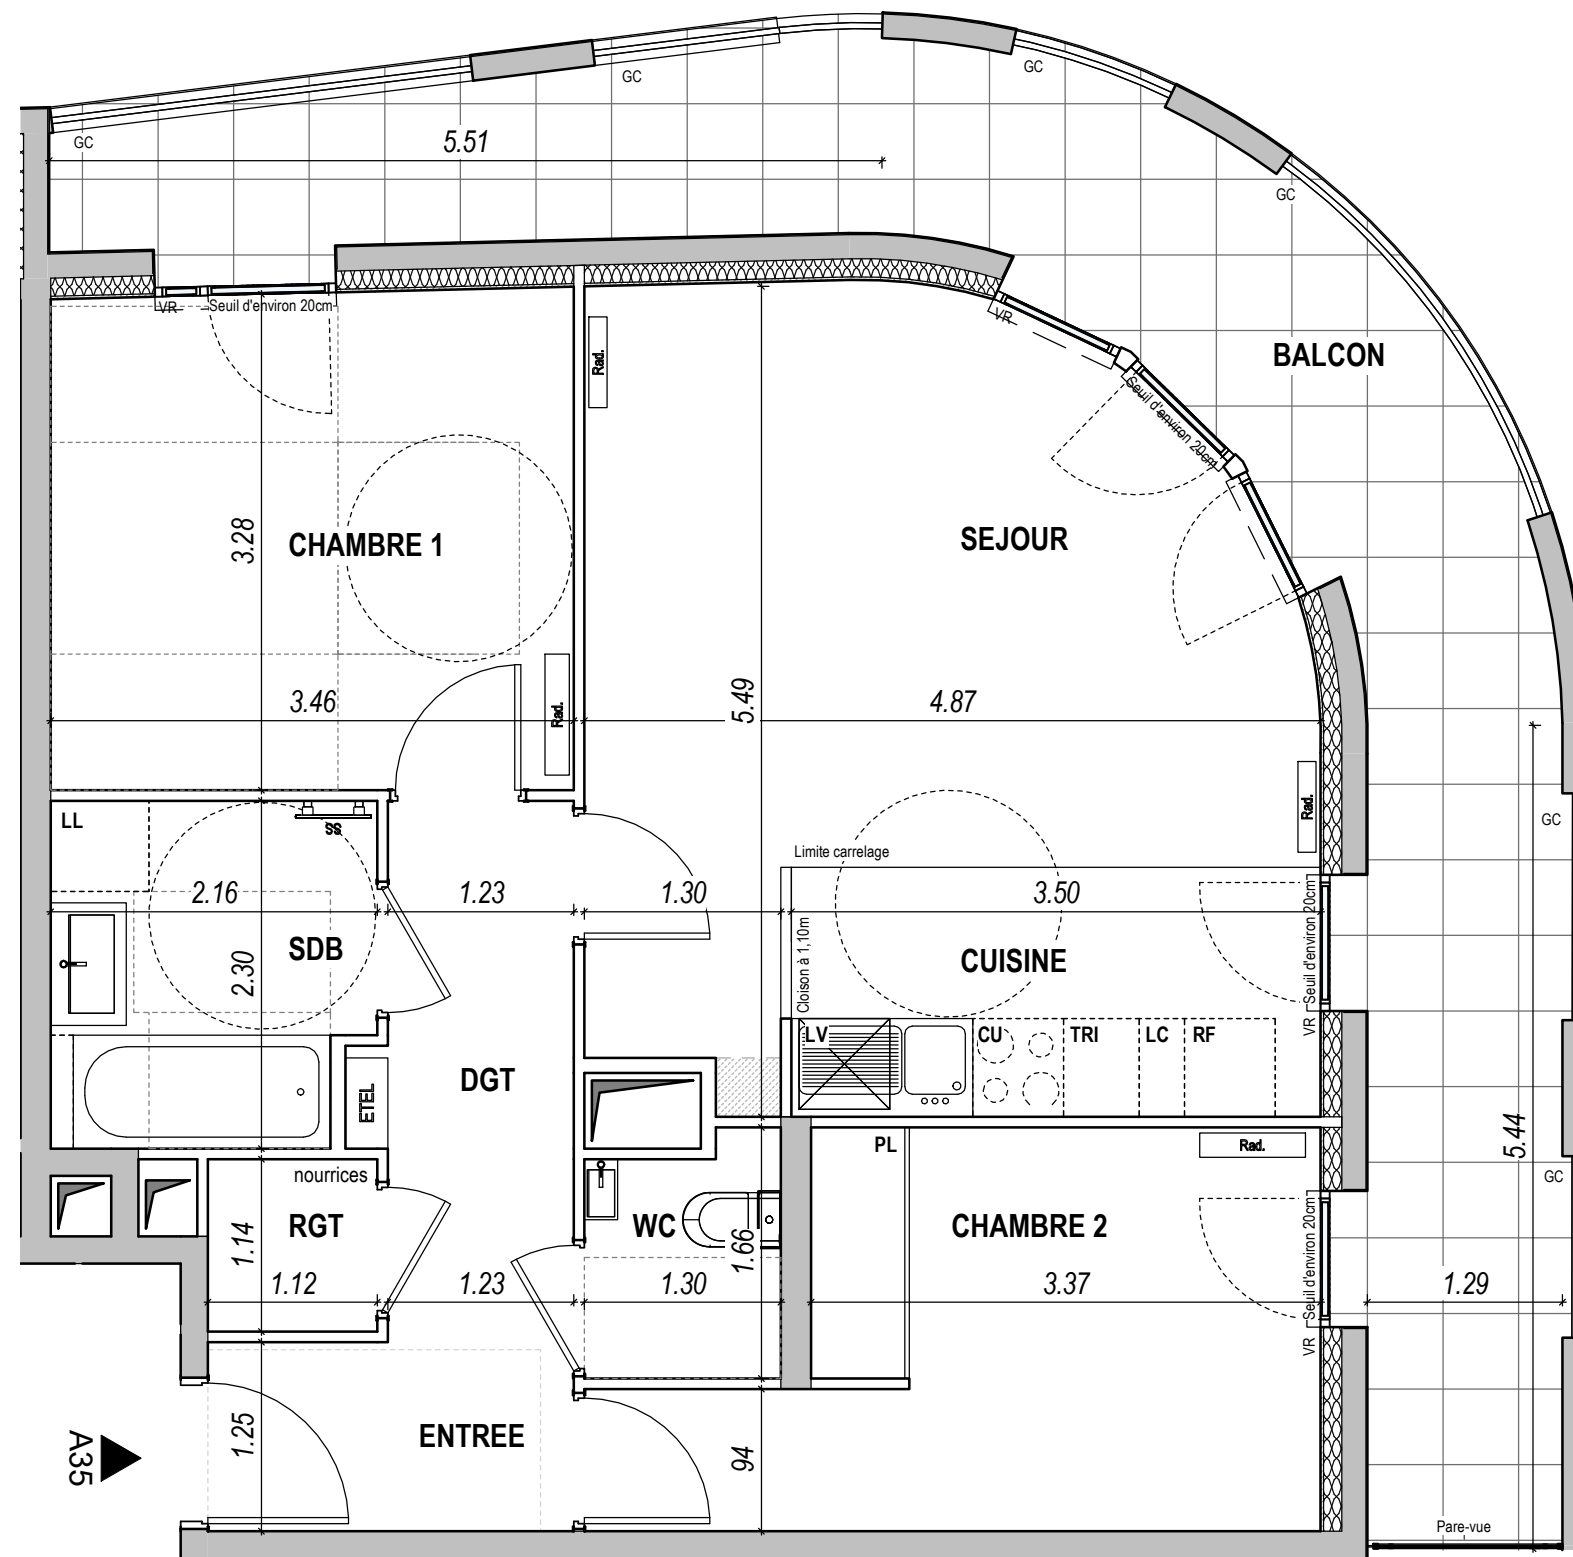 GC
GC
GC
5.51
GC
VR
Seuil d'environ 20cm
VR
Rad.
BALCON
Seuil d'environ 20cm
3.28
CHAMBRE 1
SEJOUR
3.46
Rad.
5.49
4.87
Rad.
LL
SS
GC
Limite carrelage
2.16
1.23
1.30
3.50
SDB
2.30
Cloison à 1,10m
CUISINE
VR
Seuil d'environ 20cm
LV
CU
TRI
LC
RF
DGT
ETEL
PL
Rad.
5.44
nourrices
GC
RGT
1.14
WC
1.66
CHAMBRE 2
1.12
1.23
1.30
3.37
VR
Seuil d'environ 20cm
1.29
A35
1.25
ENTREE
94
Pare-vue